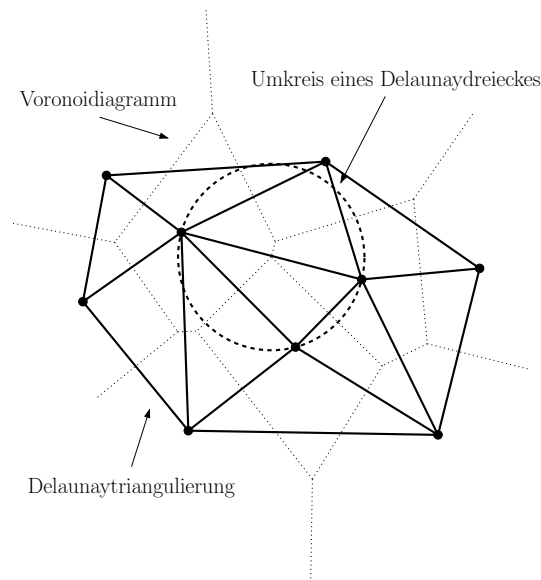 Umkreis eines Delaunaydreieckes
Voronoidiagramm
Delaunaytriangulierung